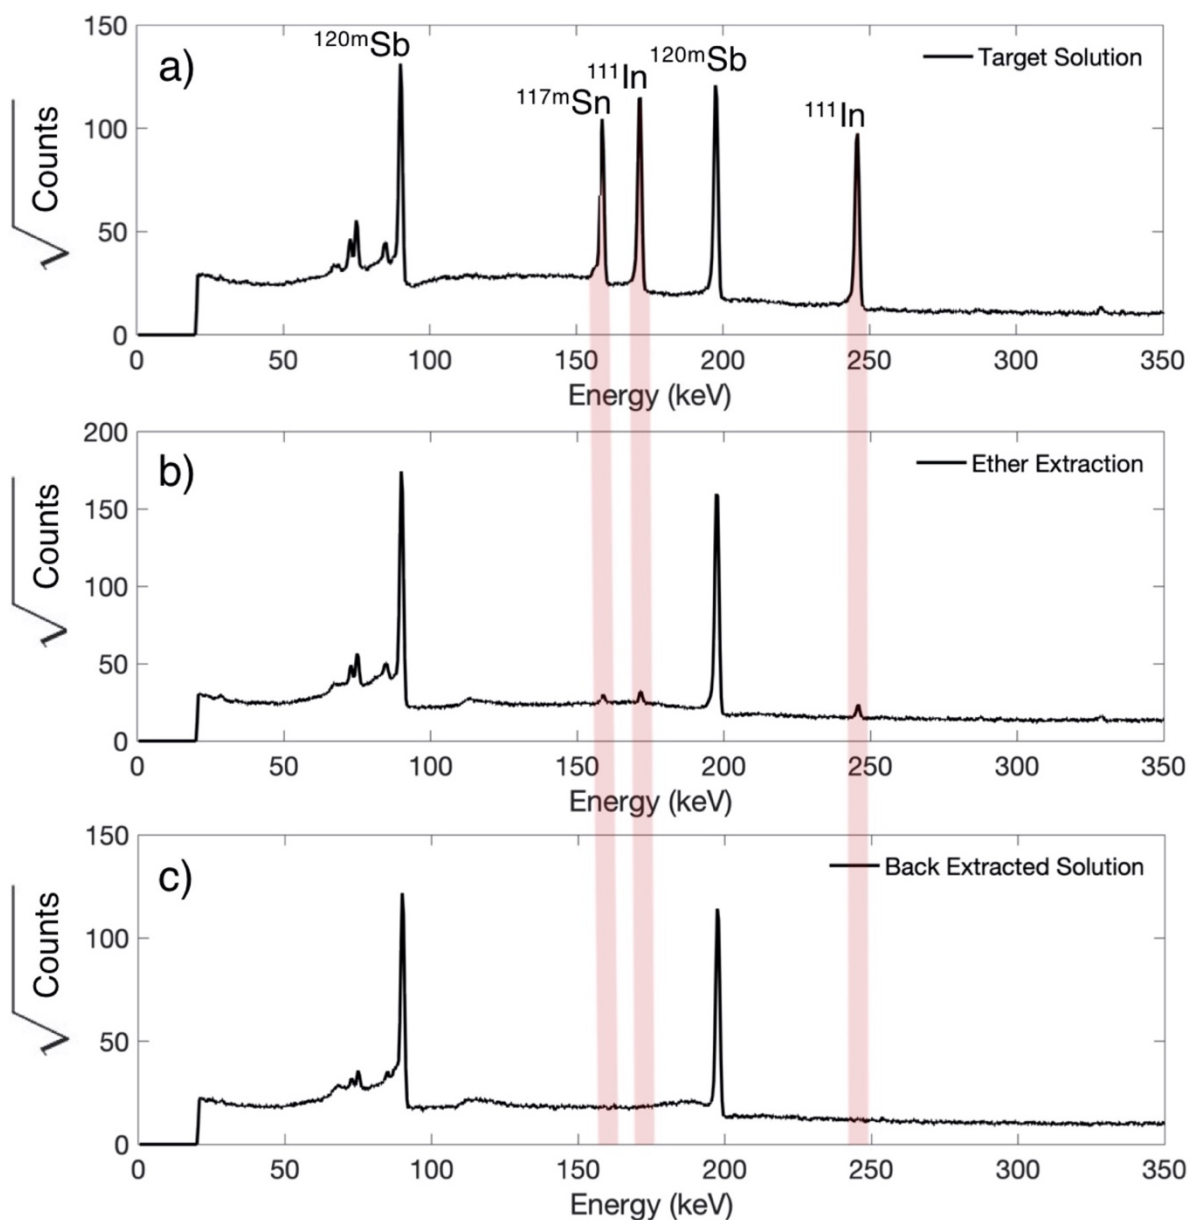 150
100
50
0
√Counts
a)
120mSb
117mSn
111In
120mSb
111In
Target Solution
0 50 100 150 200 250 300 350
Energy (keV)
200
150
100
50
0
√Counts
b)
Ether Extraction
0 50 100 150 200 250 300 350
Energy (keV)
150
100
50
0
√Counts
c)
Back Extracted Solution
0 50 100 150 200 250 300 350
Energy (keV)